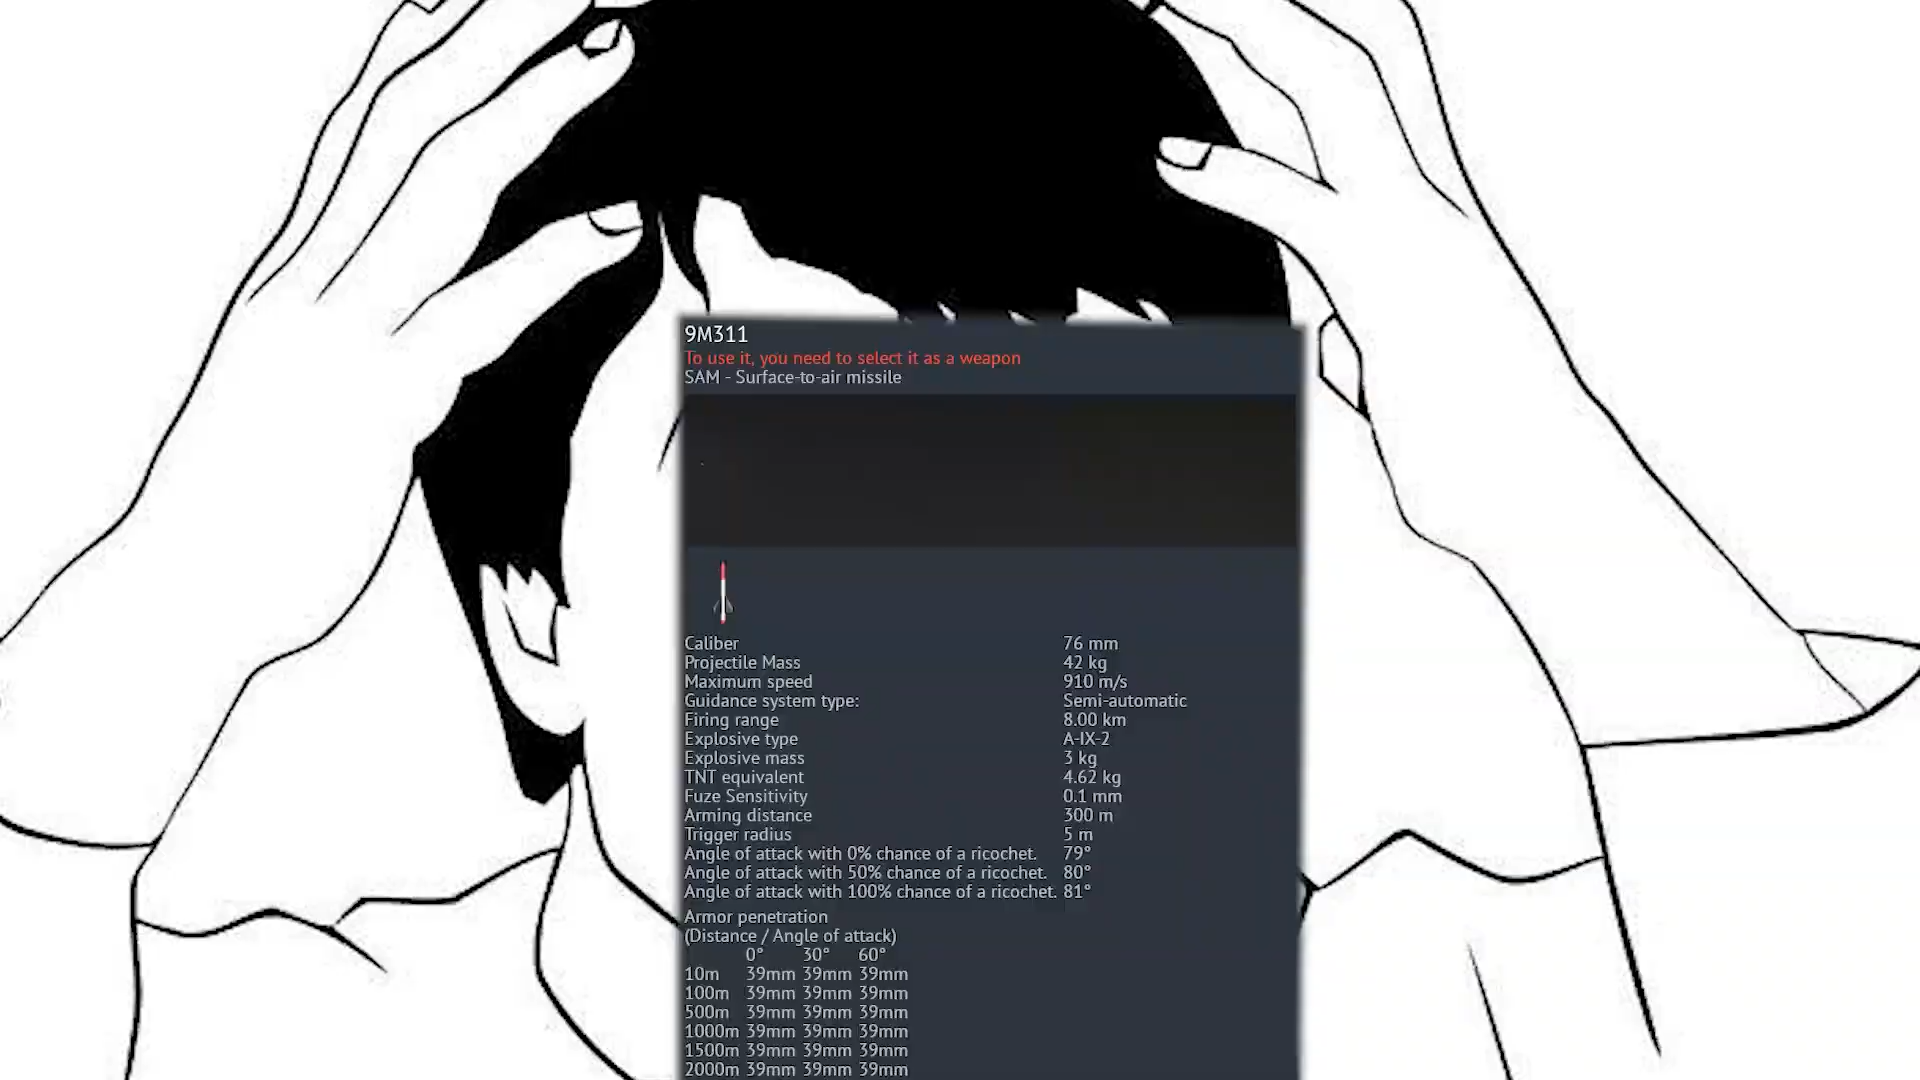 9M311
To use it, you need to select it as a weapon
SAM - Surface-to-air missile
Caliber 76 mm
Projectile Mass 42 kg
Maximum speed 910 m/s
Guidance system type: Semi-automatic
Firing range 8.00 km
Explosive type A-IX-2
Explosive mass 3 kg
TNT equivalent 4.62 kg
Fuze Sensitivity 0.1 mm
Arming distance 300 m
Trigger radius 5 m
Angle of attack with 0% chance of a ricochet. 79°
Angle of attack with 50% chance of a ricochet. 80°
Angle of attack with 100% chance of a ricochet. 81°
Armor penetration
(Distance / Angle of attack)
0° 30° 60°
10m 39mm 39mm 39mm
100m 39mm 39mm 39mm
500m 39mm 39mm 39mm
1000m 39mm 39mm 39mm
1500m 39mm 39mm 39mm
2000m 39mm 39mm 39mm